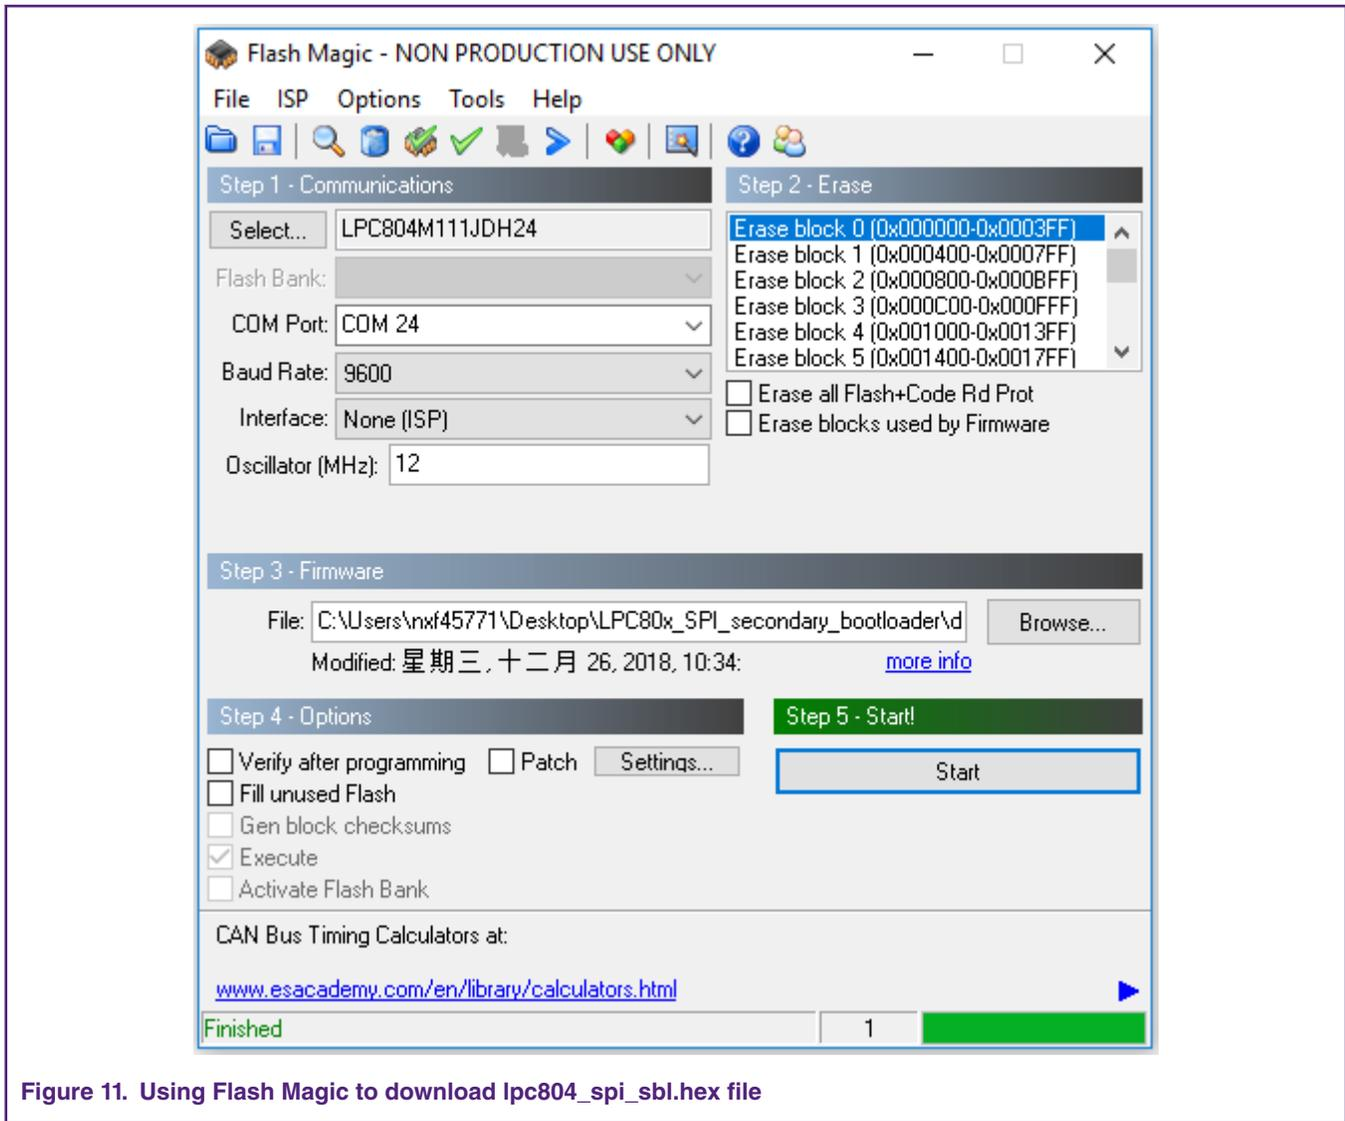 Flash Magic - NON PRODUCTION USE ONLY
File ISP Options Tools Help
Step 1 - Communications
Select... LPC804M111JDH24
Flash Bank:
COM Port: COM 24
Baud Rate: 9600
Interface: None (ISP)
Oscillator (MHz): 12
Step 2 - Erase
Erase block 0 (0x000000-0x0003FF)
Erase block 1 (0x000400-0x0007FF)
Erase block 2 (0x000800-0x000BFF)
Erase block 3 (0x000C00-0x000FFF)
Erase block 4 (0x001000-0x0013FF)
Erase block 5 (0x001400-0x0017FF)
Erase all Flash+Code Rd Prot
Erase blocks used by Firmware
Step 3 - Firmware
File: C:\Users\nxf45771\Desktop\LPC80x_SPI_secondary_bootloader\d Browse...
Modified: 星期三, 十二月 26, 2018, 10:34: more info
Step 4 - Options
Verify after programming Patch Settings...
Fill unused Flash
Gen block checksums
Execute
Activate Flash Bank
Step 5 - Start!
Start
CAN Bus Timing Calculators at:
www.esacademy.com/en/library/calculators.html
Finished 1
Figure 11. Using Flash Magic to download lpc804_spi_sbl.hex file